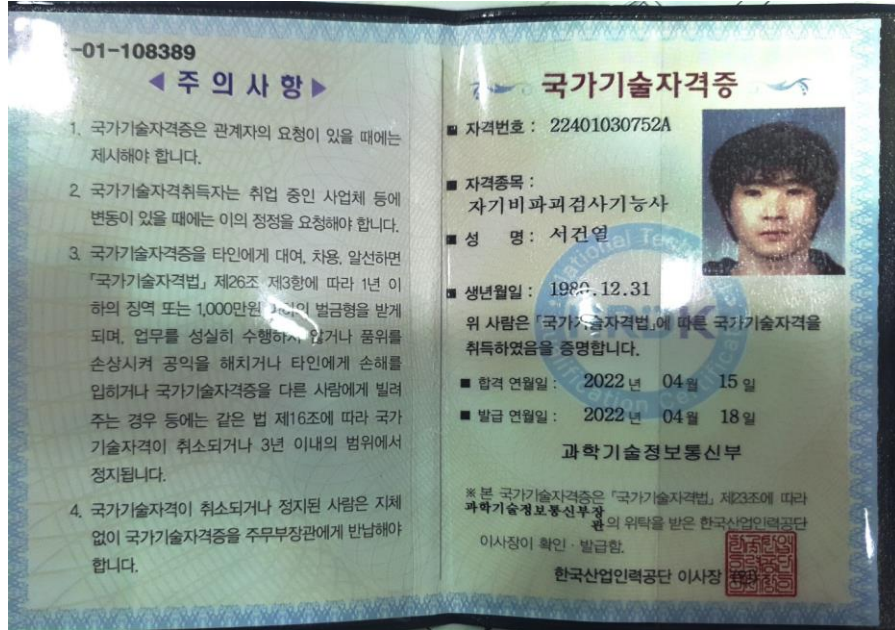 -01-108389
◀ 주 의 사 항 ▶
1. 국가기술자격증은 관계자의 요청이 있을 때에는
제시해야 합니다.
2. 국가기술자격취득자는 취업 중인 사업체 등에
변동이 있을 때에는 이의 정정을 요청해야 합니다.
3. 국가기술자격증을 타인에게 대여, 차용, 알선하면
「국가기술자격법」 제26조 제3항에 따라 1년 이
하의 징역 또는 1,000만원 벌금형을 받게
되며, 업무를 성실히 수행하지 않거나 품위를
손상시켜 공익을 해치거나 타인에게 손해를
입히거나 국가기술자격증을 다른 사람에게 빌려
주는 경우 등에는 같은 법 제16조에 따라 국가
기술자격이 취소되거나 3년 이내의 범위에서
정지됩니다.
4. 국가기술자격이 취소되거나 정지된 사람은 지체
없이 국가기술자격증을 주무부장관에게 반납해야
합니다.
국가기술자격증
■ 자격번호 : 22401030752A
■ 자격종목 :
자기비파괴검사기능사
■ 성 명 : 서건열
■ 생년월일 : 1980.12.31
위 사람은 「국가기술자격법」에 따른 국가기술자격을
취득하였음을 증명합니다.
■ 합격 연월일 : 2022 년 04 월 15 일
■ 발급 연월일 : 2022 년 04 월 18 일
과학기술정보통신부
※ 본 국가기술자격증은 「국가기술자격법」 제23조에 따라
과학기술정보통신부장
관의 위탁을 받은 한국산업인력공단
이사장이 확인 · 발급함.
한국산업인력공단 이사장